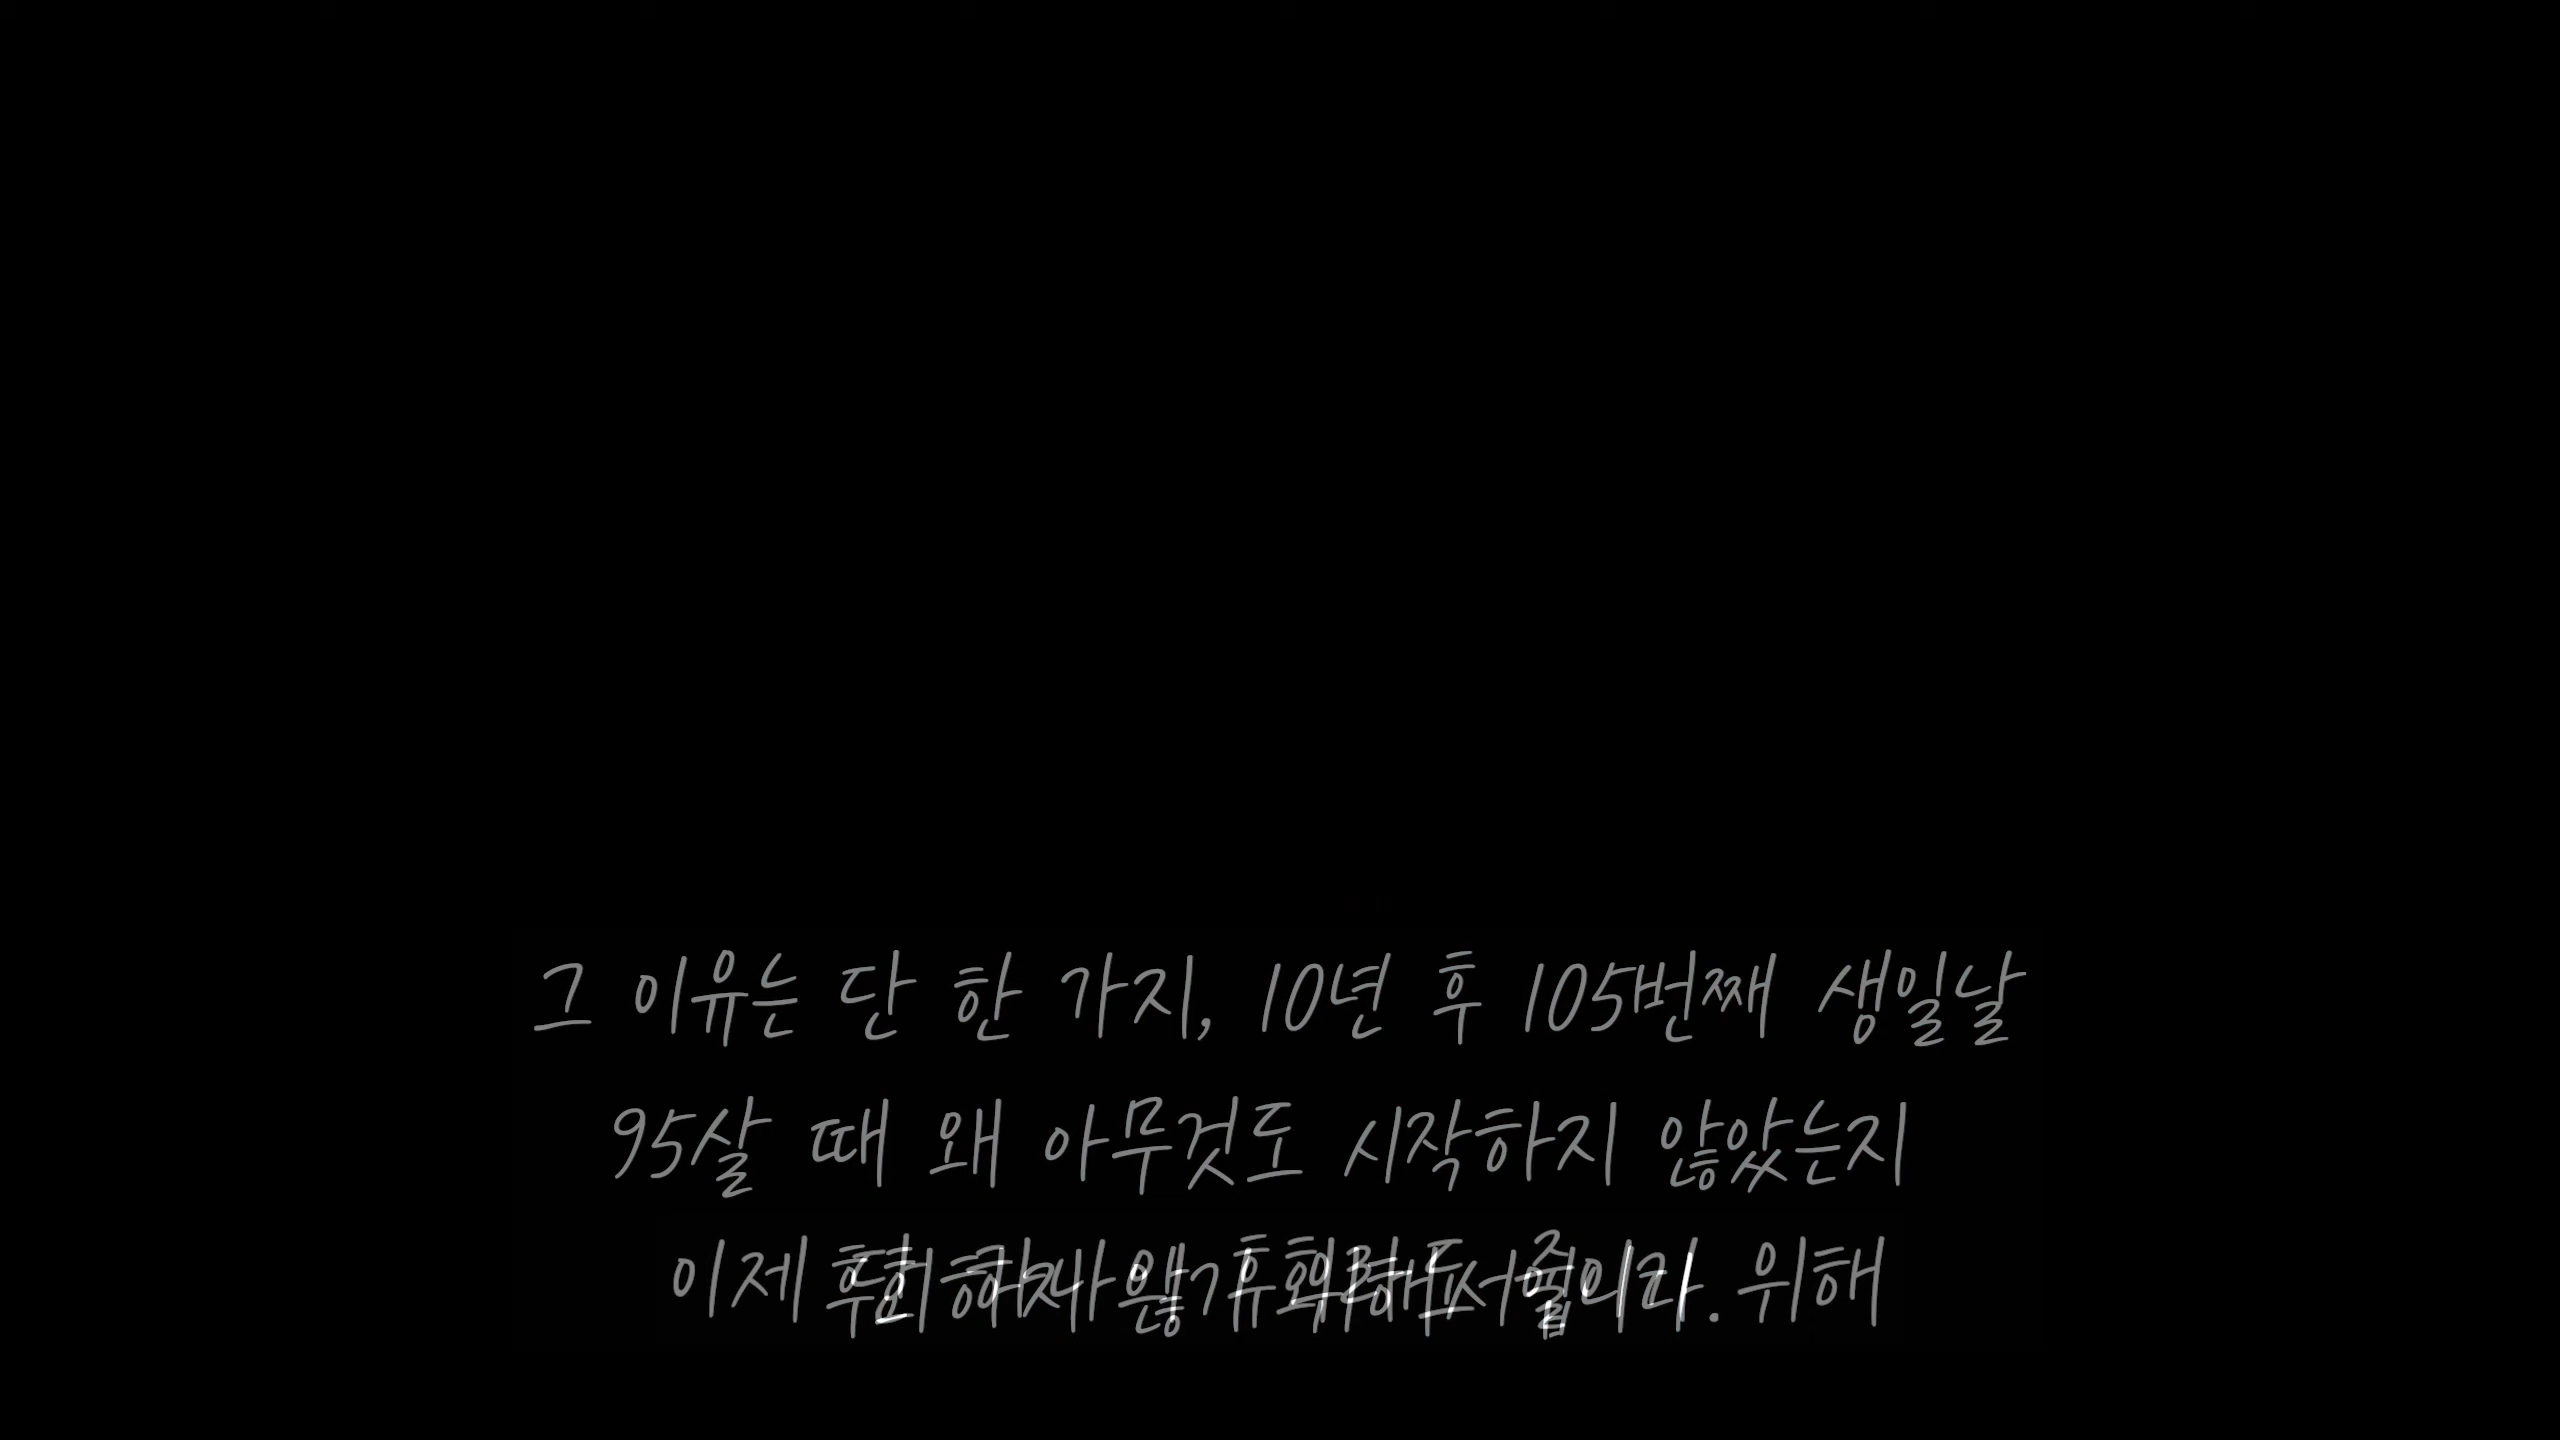 그 이유는 단 한 가지, 10년 후 105번째 생일날
95살 때 왜 아무것도 시작하지 않았는지
이제 위해